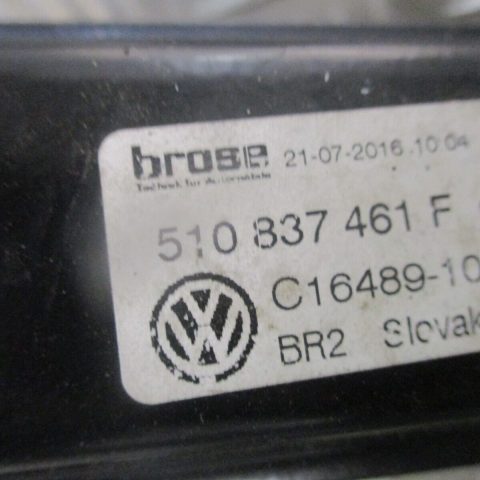 brose 21-07-2016 10:04
Technik für Automobile
510 837 461 F
C16489-10
BR2 Slovak